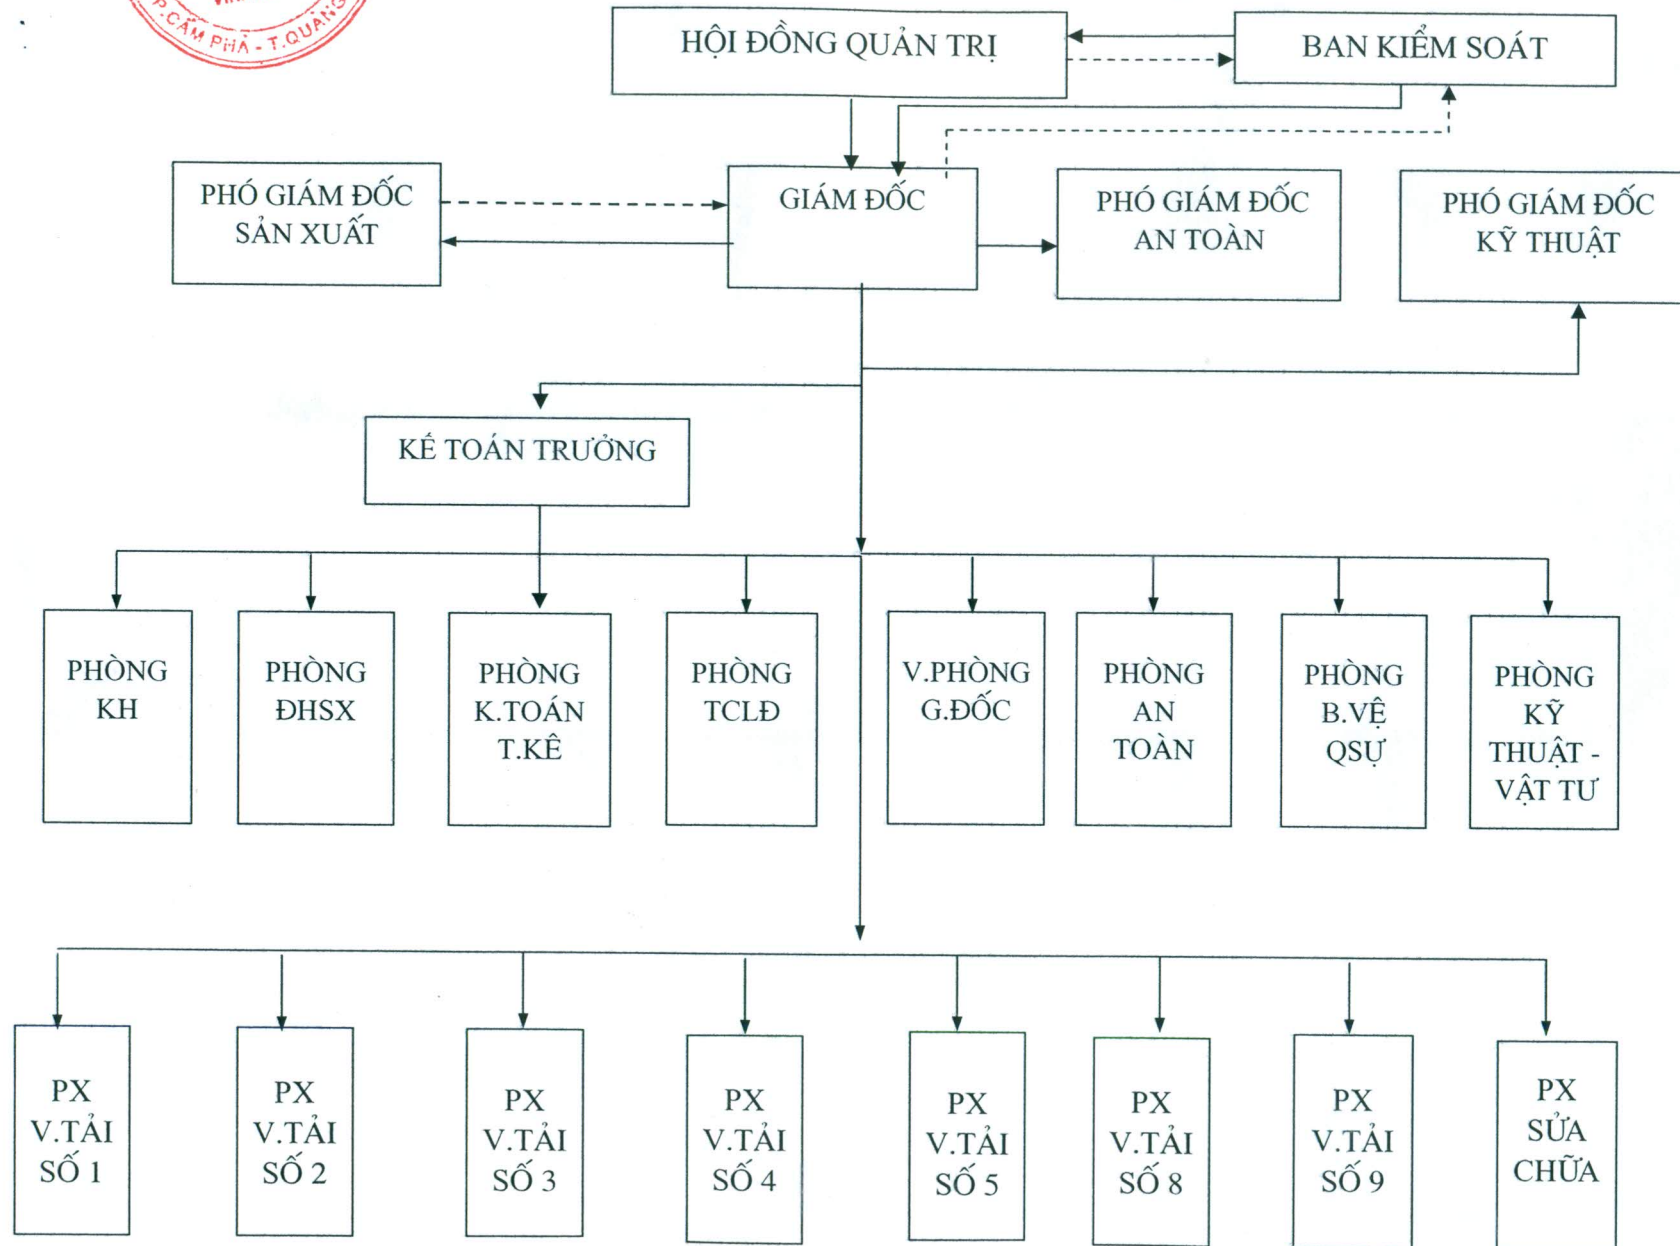 P.CẨM PHẢ - T.QUẢNG
HỘI ĐỒNG QUẢN TRỊ
BAN KIỂM SOÁT
PHÓ GIÁM ĐỐC
SẢN XUẤT
GIÁM ĐỐC
PHÓ GIÁM ĐỐC
AN TOÀN
PHÓ GIÁM ĐỐC
KỸ THUẬT
KẾ TOÁN TRƯỞNG
PHÒNG
KH
PHÒNG
ĐHSX
PHÒNG
K.TOÁN
T.KÊ
PHÒNG
TCLĐ
V.PHÒNG
G.ĐỐC
PHÒNG
AN
TOÀN
PHÒNG
B.VỆ
QSỰ
PHÒNG
KỸ
THUẬT -
VẬT TƯ
PX
V.TẢI
SỐ 1
PX
V.TẢI
SỐ 2
PX
V.TẢI
SỐ 3
PX
V.TẢI
SỐ 4
PX
V.TẢI
SỐ 5
PX
V.TẢI
SỐ 8
PX
V.TẢI
SỐ 9
PX
SỬA
CHỮA